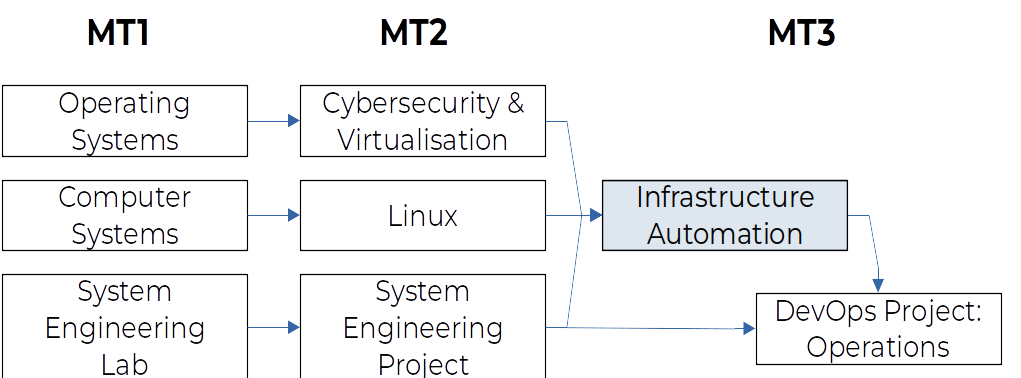 MT1
MT2
MT3
Operating
Systems
Cybersecurity &
Virtualisation
Computer
Systems
Linux
Infrastructure
Automation
System
Engineering
Lab
System
Engineering
Project
DevOps Project:
Operations